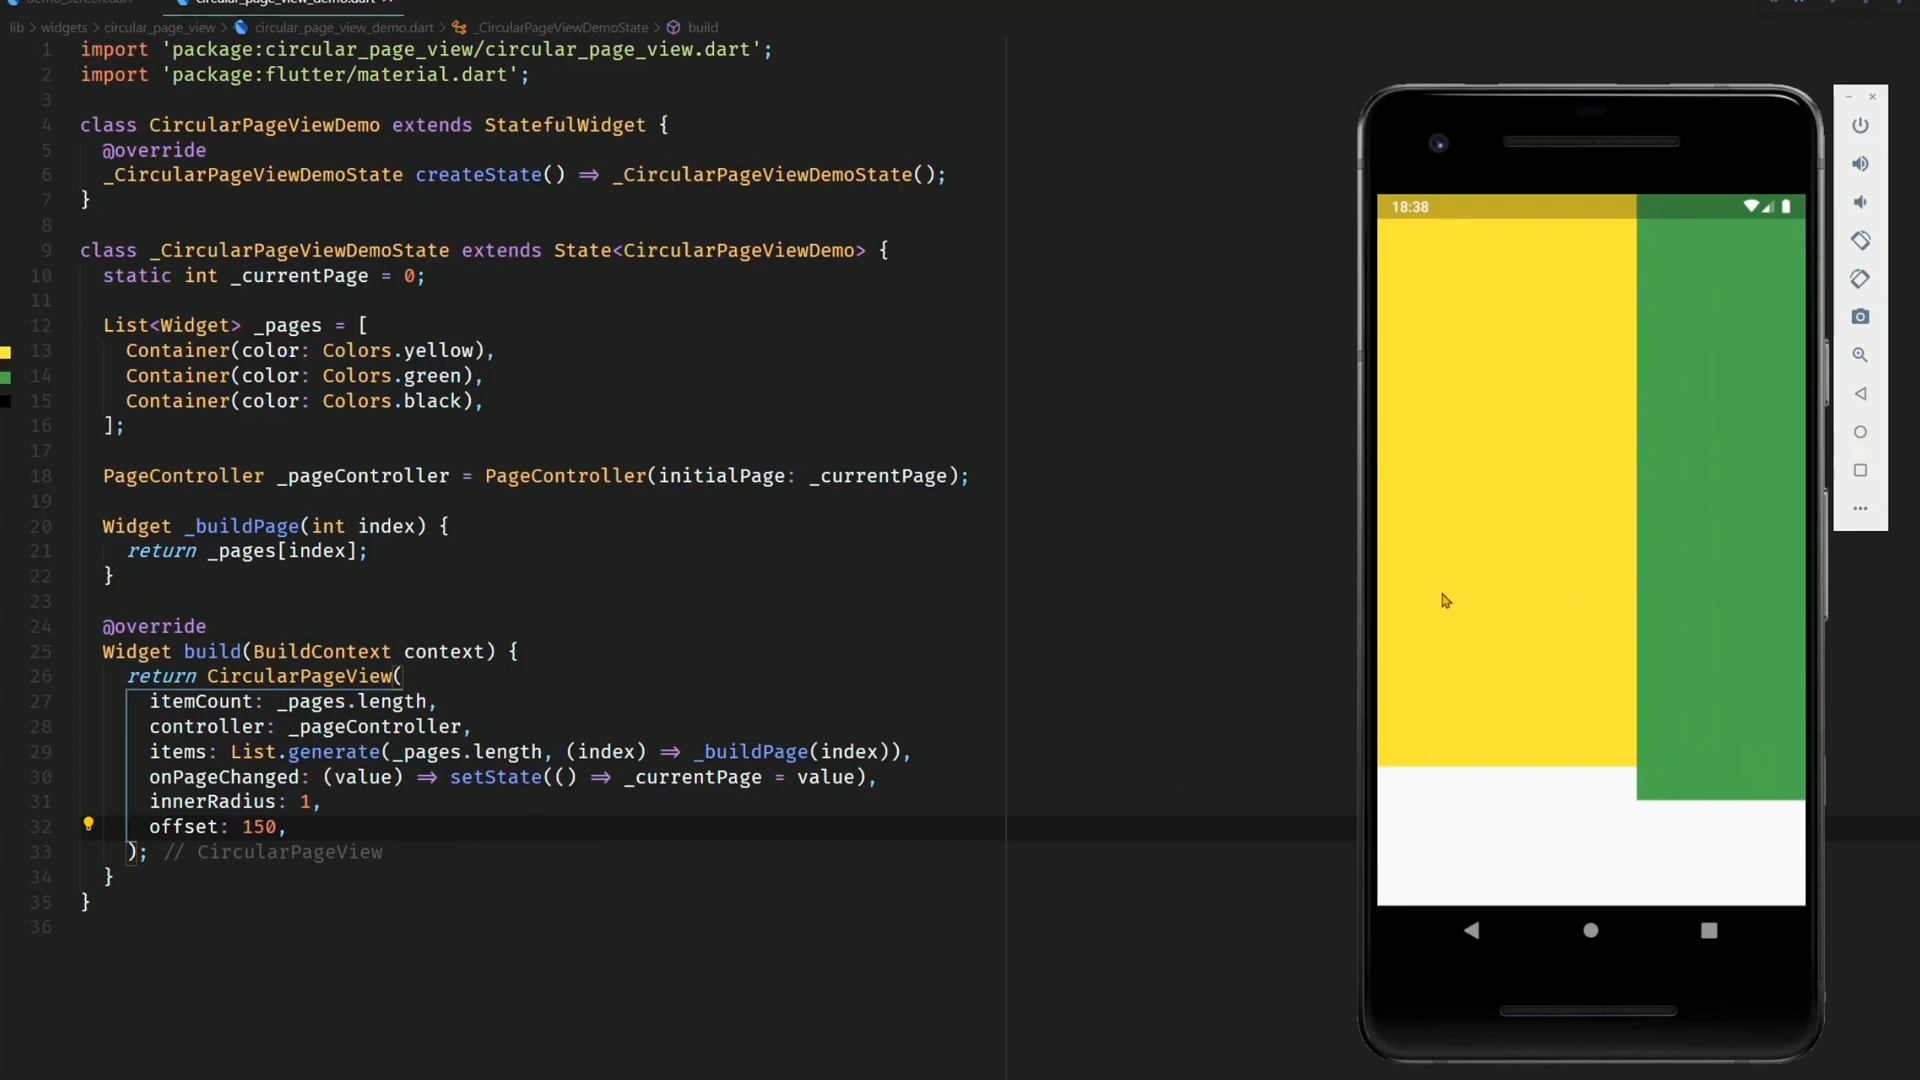 demo_screen.dart circular_page_view_demo.dart
lib > widgets > circular_page_view > circular_page_view_demo.dart > _CircularPageViewDemoState > build
1 import 'package:circular_page_view/circular_page_view.dart';
2 import 'package:flutter/material.dart';
3
4 class CircularPageViewDemo extends StatefulWidget {
5 @override
6 _CircularPageViewDemoState createState() => _CircularPageViewDemoState();
7 }
8
9 class _CircularPageViewDemoState extends State<CircularPageViewDemo> {
10 static int _currentPage = 0;
11
12 List<Widget> _pages = [
13 Container(color: Colors.yellow),
14 Container(color: Colors.green),
15 Container(color: Colors.black),
16 ];
17
18 PageController _pageController = PageController(initialPage: _currentPage);
19
20 Widget _buildPage(int index) {
21 return _pages[index];
22 }
23
24 @override
25 Widget build(BuildContext context) {
26 return CircularPageView(
27 itemCount: _pages.length,
28 controller: _pageController,
29 items: List.generate(_pages.length, (index) => _buildPage(index)),
30 onPageChanged: (value) => setState(() => _currentPage = value),
31 innerRadius: 1,
32 offset: 150,
33 ); // CircularPageView
34 }
35 }
36
18:38